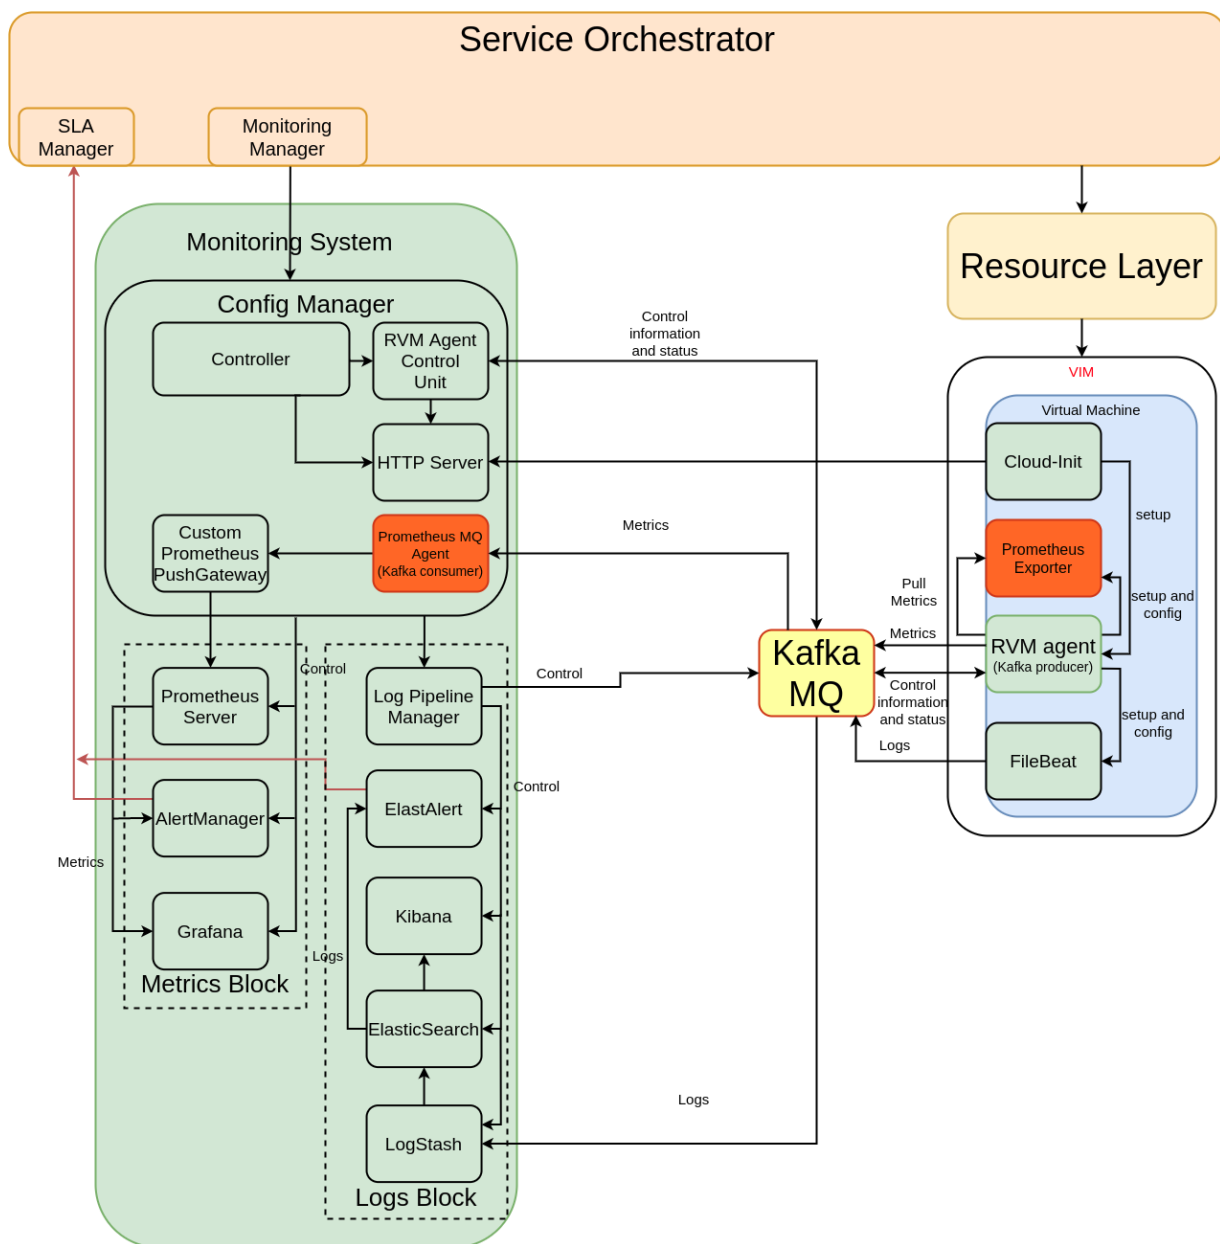 Service Orchestrator
SLA
Manager
Monitoring
Manager
Monitoring System
Config Manager
Controller
RVM Agent
Control
Unit
HTTP Server
Custom
Prometheus
PushGateway
Prometheus MQ
Agent
(Kafka consumer)
Control
information
and status
Metrics
Resource Layer
VIM
Virtual Machine
Cloud-Init
setup
Prometheus
Exporter
setup and
config
Pull
Metrics
Metrics
RVM agent
(Kafka producer)
Control
information
and status
setup and
config
Logs
FileBeat
Kafka
MQ
Control
Control
Prometheus
Server
AlertManager
Metrics
Grafana
Metrics Block
Log Pipeline
Manager
Control
ElastAlert
Kibana
Logs
ElasticSearch
LogStash
Logs Block
Logs